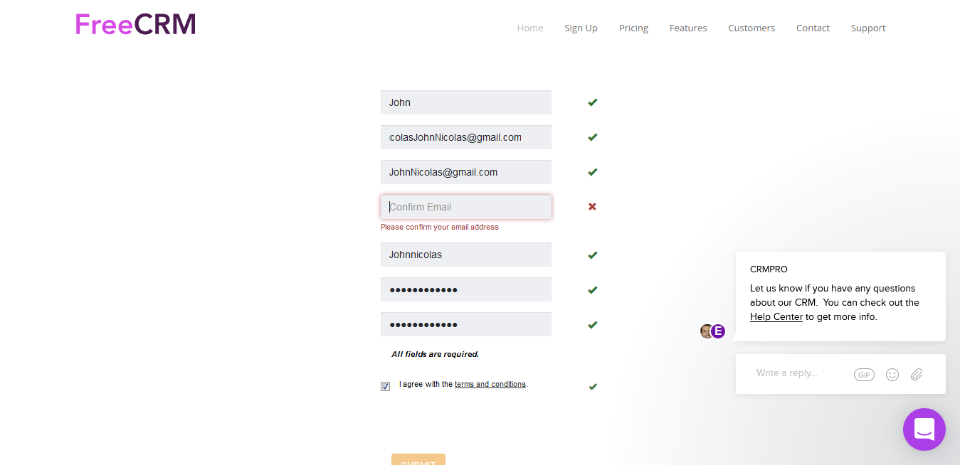 FreeCRM
Home Sign Up Pricing Features Customers Contact Support
John
colasJohnNicolas@gmail.com
JohnNicolas@gmail.com
Confirm Email
Please confirm your email address
Johnnicolas
••••••••••••
••••••••••••
All fields are required.
I agree with the terms and conditions.
SUBMIT
CRMPRO
Let us know if you have any questions
about our CRM. You can check out the
Help Center to get more info.
E
Write a reply...
GIF